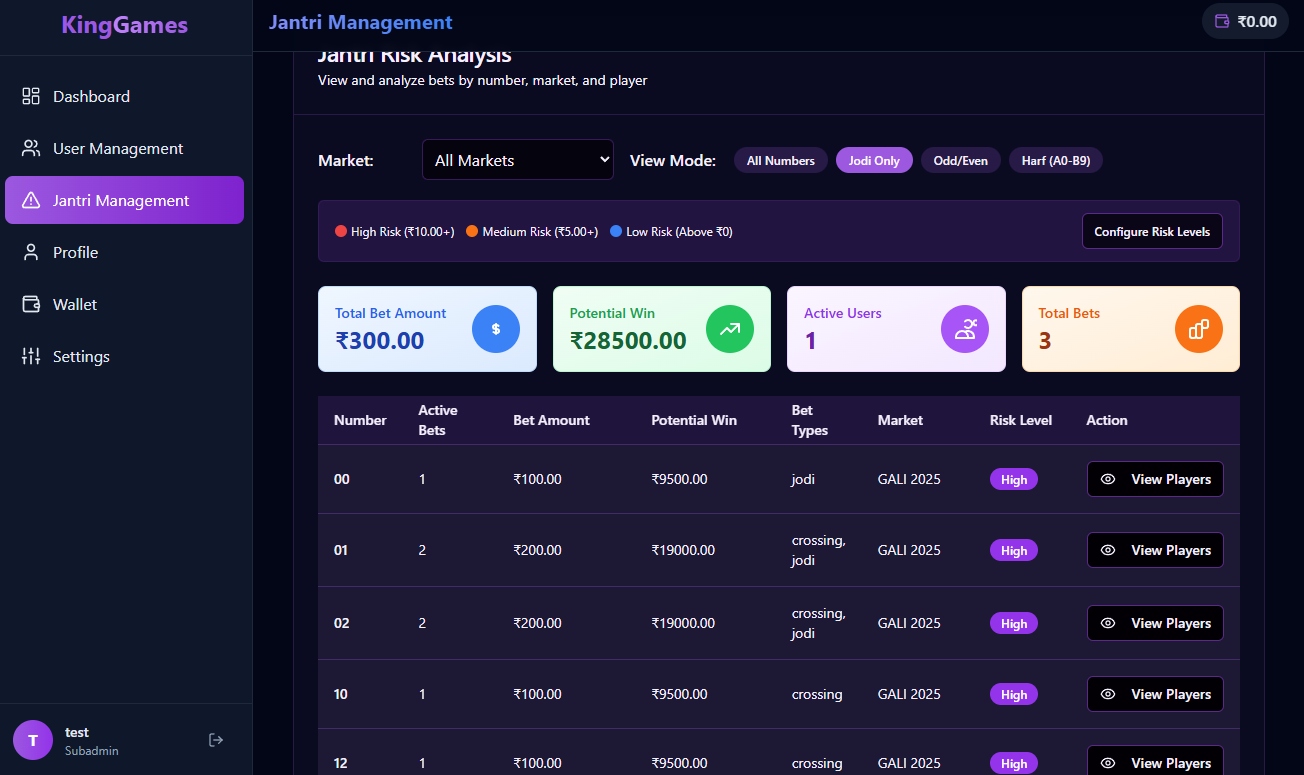 KingGames
Jantri Management
₹0.00
Dashboard
User Management
Jantri Management
Profile
Wallet
Settings
T
test
Subadmin
Jantri Risk Analysis
View and analyze bets by number, market, and player
Market:
All Markets
View Mode:
All Numbers
Jodi Only
Odd/Even
Harf (A0-B9)
High Risk (₹10.00+)
Medium Risk (₹5.00+)
Low Risk (Above ₹0)
Configure Risk Levels
Total Bet Amount
₹300.00
$
Potential Win
₹28500.00
Active Users
1
Total Bets
3
Number
Active
Bets
Bet Amount
Potential Win
Bet
Types
Market
Risk Level
Action
00
1
₹100.00
₹9500.00
jodi
GALI 2025
High
View Players
01
2
₹200.00
₹19000.00
crossing,
jodi
GALI 2025
High
View Players
02
2
₹200.00
₹19000.00
crossing,
jodi
GALI 2025
High
View Players
10
1
₹100.00
₹9500.00
crossing
GALI 2025
High
View Players
12
1
₹100.00
₹9500.00
crossing
GALI 2025
High
View Players